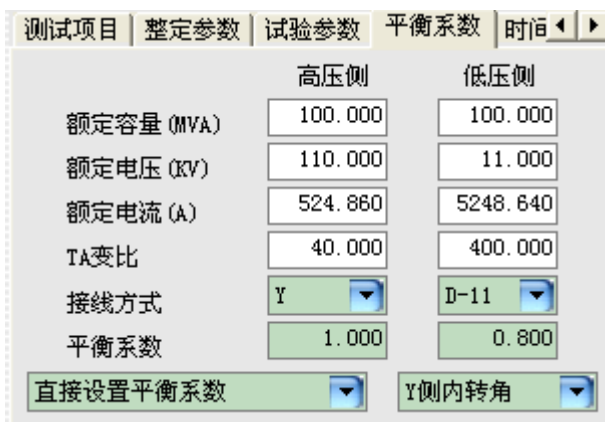 测试项目 整定参数 试验参数 平衡系数 时间
高压侧 低压侧
额定容量(MVA) 100.000 100.000
额定电压(KV) 110.000 11.000
额定电流(A) 524.860 5248.640
TA变比 40.000 400.000
接线方式 Y D-11
平衡系数 1.000 0.800
直接设置平衡系数 Y侧内转角